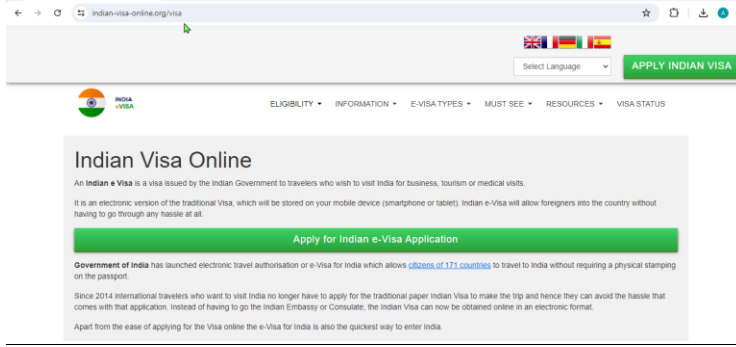 indian-visa-online.org/visa
A
Select Language
APPLY INDIAN VISA
INDIA
eVISA
ELIGIBILITY
INFORMATION
E-VISA TYPES
MUST SEE
RESOURCES
VISA STATUS
Indian Visa Online
An Indian e Visa is a visa issued by the Indian Government to travelers who wish to visit India for business, tourism or medical visits.
It is an electronic version of the traditional Visa, which will be stored on your mobile device (smartphone or tablet). Indian e-Visa will allow foreigners into the country without
having to go through any hassle at all.
Apply for Indian e-Visa Application
Government of India has launched electronic travel authorisation or e-Visa for India which allows citizens of 171 countries to travel to India without requiring a physical stamping
on the passport.
Since 2014 international travelers who want to visit India no longer have to apply for the traditional paper Indian Visa to make the trip and hence they can avoid the hassle that
comes with that application. Instead of having to go the Indian Embassy or Consulate, the Indian Visa can now be obtained online in an electronic format.
Apart from the ease of applying for the Visa online the e-Visa for India is also the quickest way to enter India.